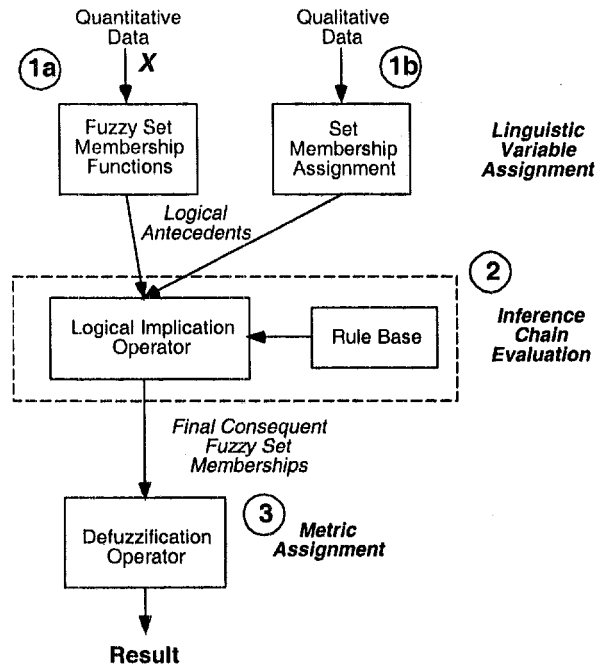 Quantitative
Data
Qualitative
Data
1a
X
1b
Fuzzy Set
Membership
Functions
Set
Membership
Assignment
Linguistic
Variable
Assignment
Logical
Antecedents
2
Logical Implication
Operator
Rule Base
Inference
Chain
Evaluation
Final Consequent
Fuzzy Set
Memberships
3
Defuzzification
Operator
Metric
Assignment
Result